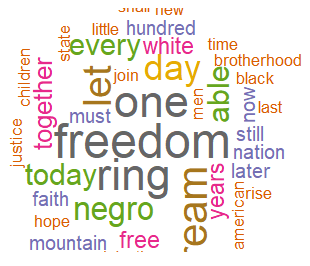 shall new
little hundred
state every white time
children together let day brotherhood
join able black
one men now last
must
justice freedom still
nation
today ring years later
faith rise
negro american
hope
mountain free